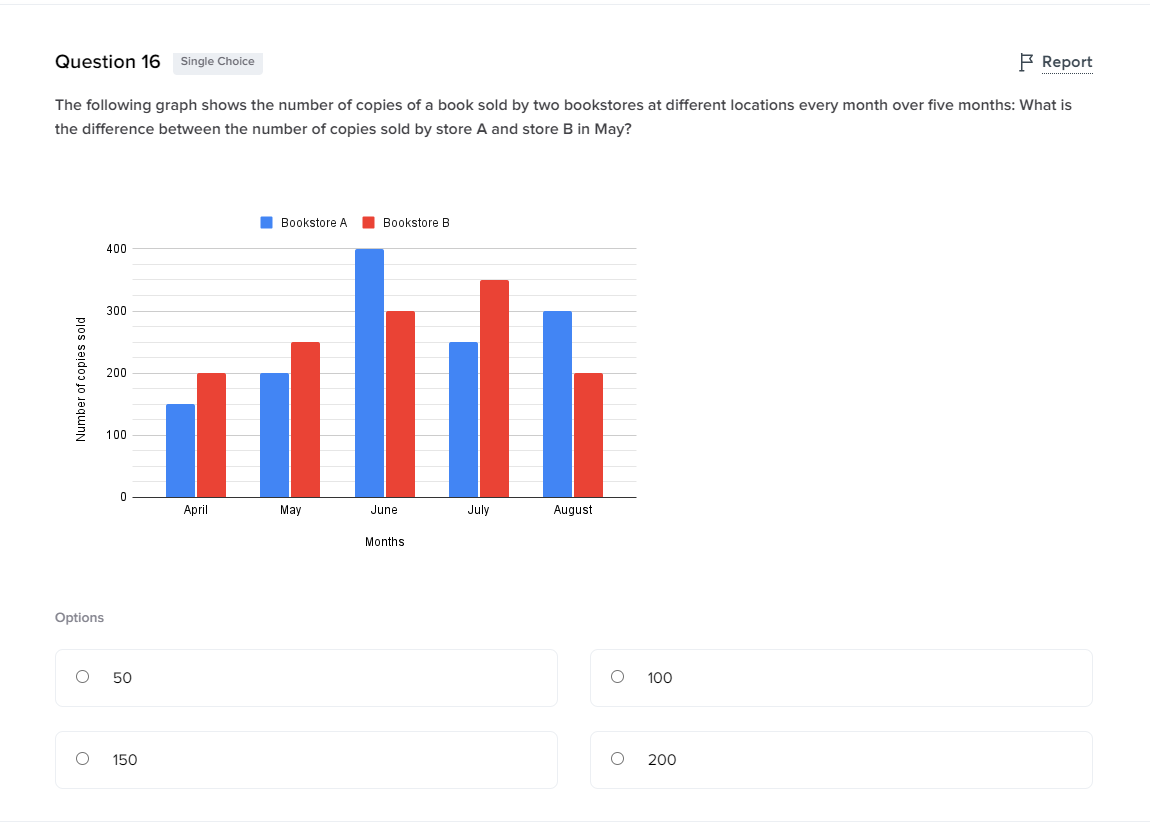 Question 16 Single Choice Report
The following graph shows the number of copies of a book sold by two bookstores at different locations every month over five months: What is
the difference between the number of copies sold by store A and store B in May?
Bookstore A Bookstore B
400
300
200
100
0
Number of copies sold
April May June July August
Months
Options
50 100
150 200